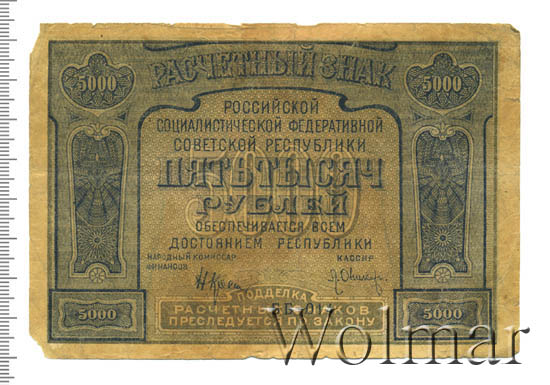 5000 РАСЧЕТНЫЙ ЗНАК 5000
РОССИЙСКОЙ
СОЦИАЛИСТИЧЕСКОЙ ФЕДЕРАТИВНОЙ
СОВЕТСКОЙ РЕСПУБЛИКИ
ПЯТЬ ТЫСЯЧ
РУБЛЕЙ
ОБЕСПЕЧИВАЕТСЯ ВСЕМ
ДОСТОЯНИЕМ РЕСПУБЛИКИ
НАРОДНЫЙ КОМИССАР
ФИНАНСОВ
КАССИР
ПОДДЕЛКА
5000 РАСЧЕТНЫХ ЗНАКОВ 5000
ПРЕСЛЕДУЕТСЯ ПО ЗАКОНУ
Wolmar